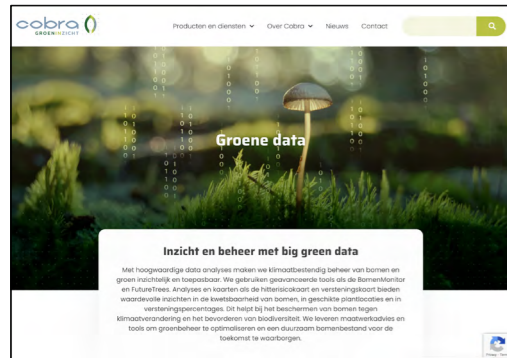 cobra
GROENINZICHT
Producten en diensten Over Cobra Nieuws Contact
Groene data
Inzicht en beheer met big green data
Met hoogwaardige data analyses maken we klimaatbestendig beheer van bomen en
groen inzichtelijk en toepasbaar. We gebruiken geavanceerde tools als de BomenMonitor
en FutureTrees. Analyses en kaarten als de hitterisicokaart en versteningskaart bieden
waardevolle inzichten in de kwetsbaarheid van bomen, in geschikte plantlocaties en in
versteningspercentages. Dit helpt bij het beschermen van bomen tegen
klimaatverandering en het bevorderen van biodiversiteit. We leveren maatwerkadvies en
tools om groenbeheer te optimaliseren en een duurzaam bomenbestand voor de
toekomst te waarborgen.